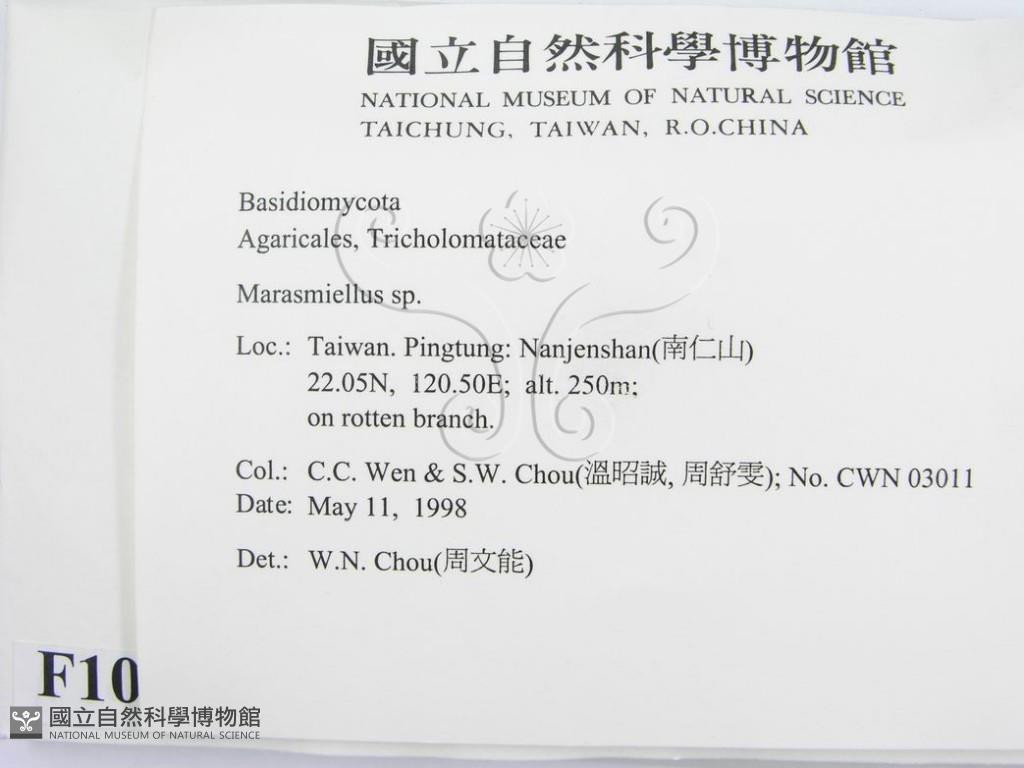 國立自然科學博物館
NATIONAL MUSEUM OF NATURAL SCIENCE
TAICHUNG, TAIWAN, R.O.CHINA
Basidiomycota
Agaricales, Tricholomataceae
Marasmiellus sp.
Loc.: Taiwan. Pingtung: Nanjenshan(南仁山)
22.05N, 120.50E; alt. 250m;
on rotten branch.
Col.: C.C. Wen & S.W. Chou(溫昭誠, 周舒雯); No. CWN 03011
Date: May 11, 1998
Det.: W.N. Chou(周文能)
F10
國立自然科學博物館
NATIONAL MUSEUM OF NATURAL SCIENCE